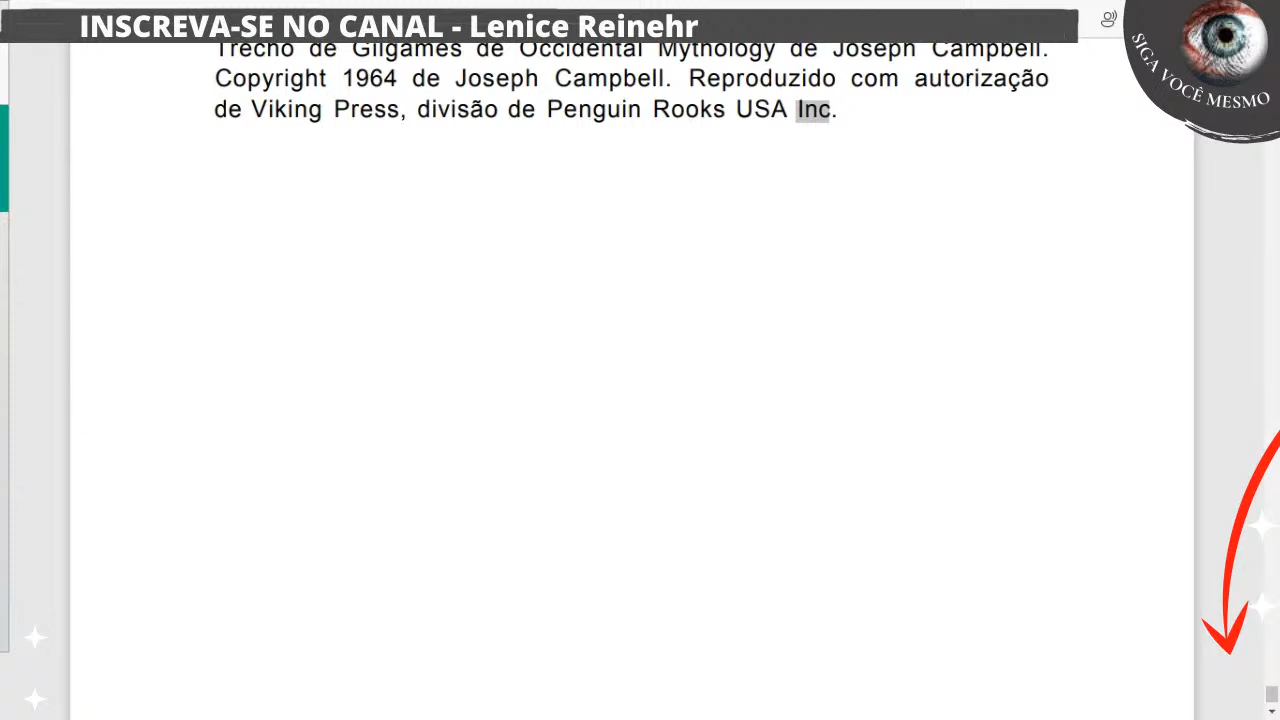 INSCREVA-SE NO CANAL - Lenice Reinehr
SIGA VOCÊ MESMO
Trecho de Gilgames de Occidental Mythology de Joseph Campbell.
Copyright 1964 de Joseph Campbell. Reproduzido com autorização
de Viking Press, divisão de Penguin Rooks USA Inc.